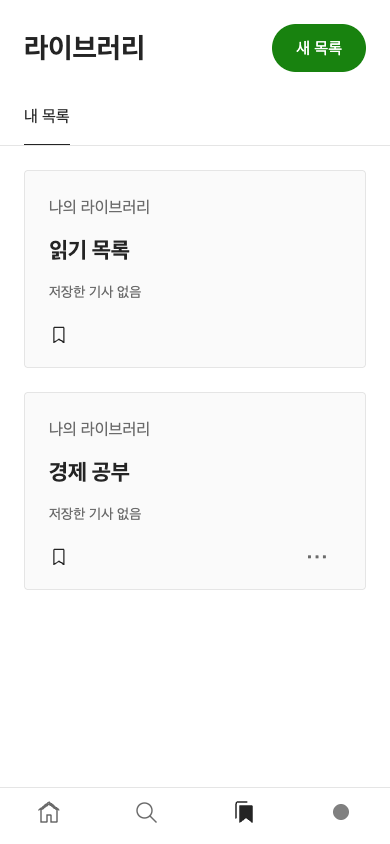 라이브러리
새 목록
내 목록
나의 라이브러리
읽기 목록
저장한 기사 없음
나의 라이브러리
경제 공부
저장한 기사 없음